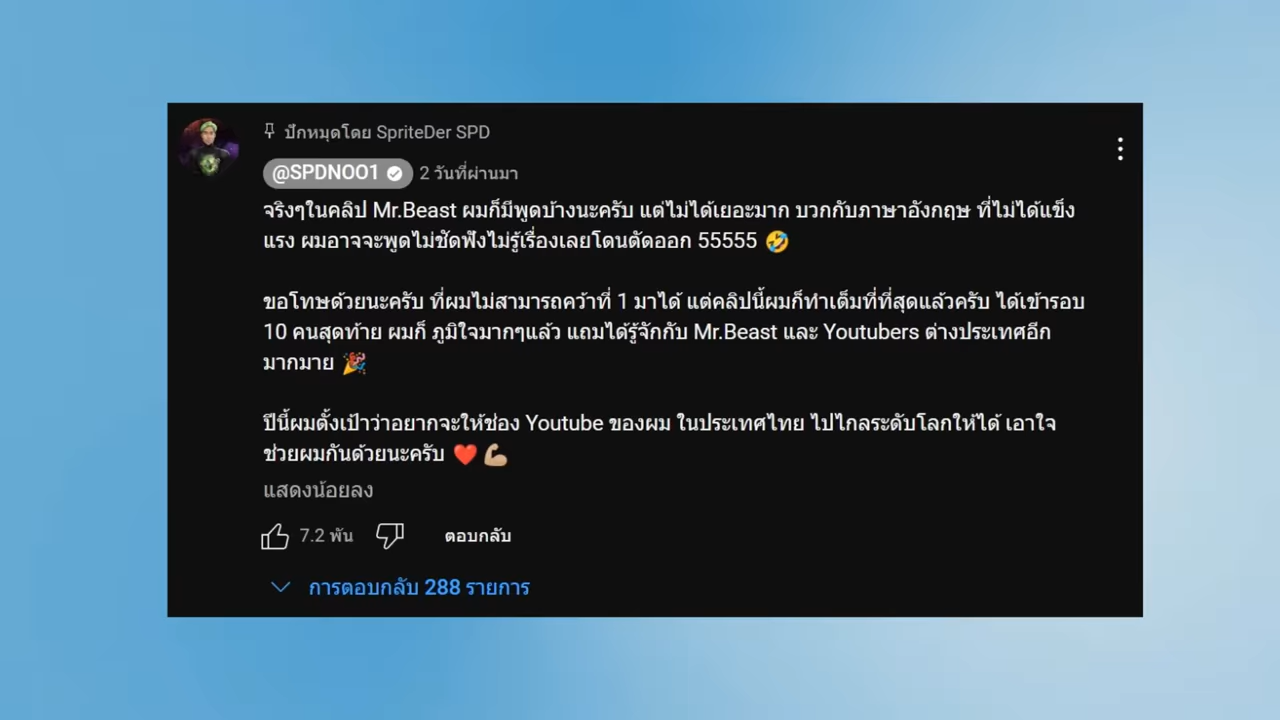 ปักหมุดโดย SpriteDer SPD
@SPDNOO1 2 วันที่ผ่านมา
จริงๆในคลิป Mr.Beast ผมก็มีพูดบ้างนะครับ แต่ไม่ได้เยอะมาก บวกกับภาษาอังกฤษ ที่ไม่ได้แข็ง
แรง ผมอาจจะพูดไม่ชัดฟังไม่รู้เรื่องเลยโดนตัดออก 55555 🤣
ขอโทษด้วยนะครับ ที่ผมไม่สามารถคว้าที่ 1 มาได้ แต่คลิปนี้ผมก็ทำเต็มที่ที่สุดแล้วครับ ได้เข้ารอบ
10 คนสุดท้าย ผมก็ ภูมิใจมากๆแล้ว แถมได้รู้จักกับ Mr.Beast และ Youtubers ต่างประเทศอีก
มากมาย 🎉
ปีนี้ผมตั้งเป้าว่าอยากจะให้ช่อง Youtube ของผม ในประเทศไทย ไปไกลระดับโลกให้ได้ เอาใจ
ช่วยผมกันด้วยนะครับ ❤️ 💪🏼
แสดงน้อยลง
7.2 พัน ตอบกลับ
การตอบกลับ 288 รายการ